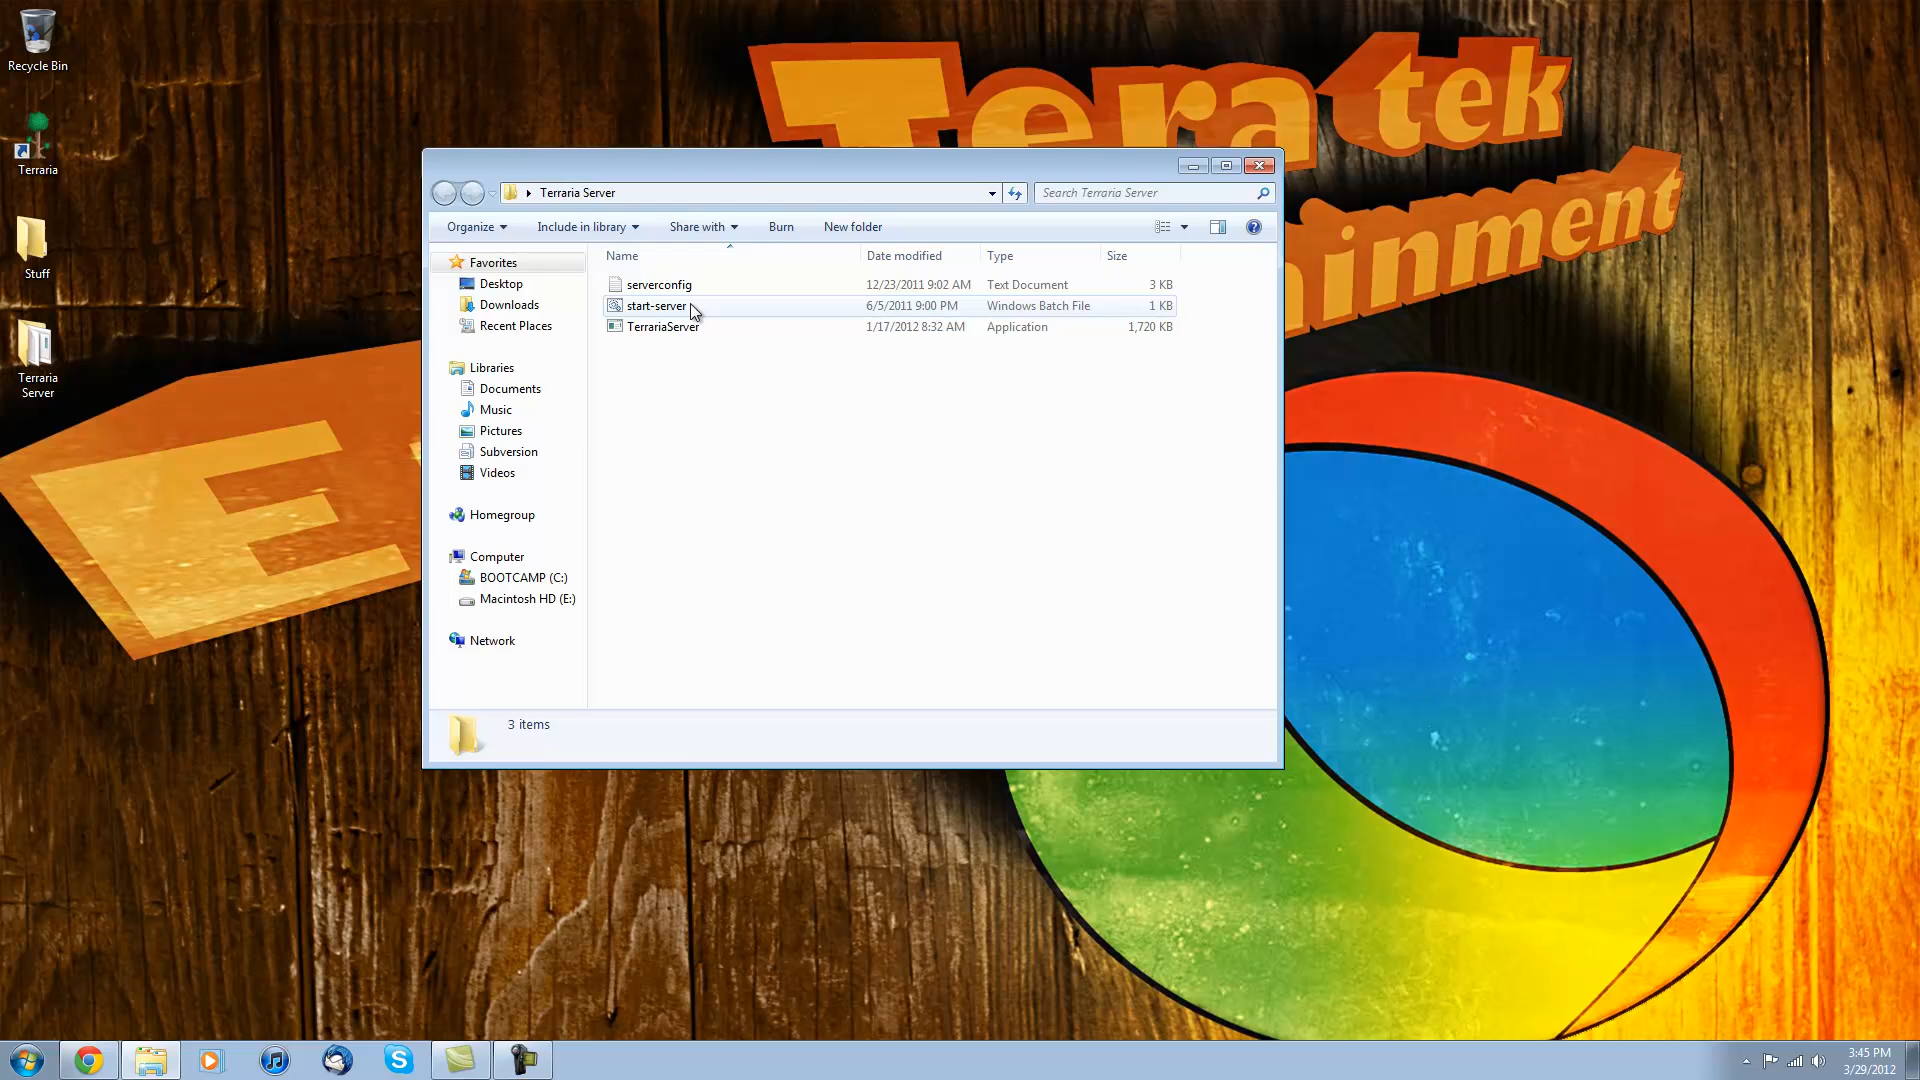 Recycle Bin
Terraria
Stuff
Terraria
Server
Tera tek
inment
E
Terraria Server
Search Terraria Server
Organize
Include in library
Share with
Burn
New folder
Name
Date modified
Type
Size
serverconfig
12/23/2011 9:02 AM
Text Document
3 KB
start-server
6/5/2011 9:00 PM
Windows Batch File
1 KB
TerrariaServer
1/17/2012 8:32 AM
Application
1,720 KB
Favorites
Desktop
Downloads
Recent Places
Libraries
Documents
Music
Pictures
Subversion
Videos
Homegroup
Computer
BOOTCAMP (C:)
Macintosh HD (E:)
Network
3 items
3:45 PM
3/29/2012